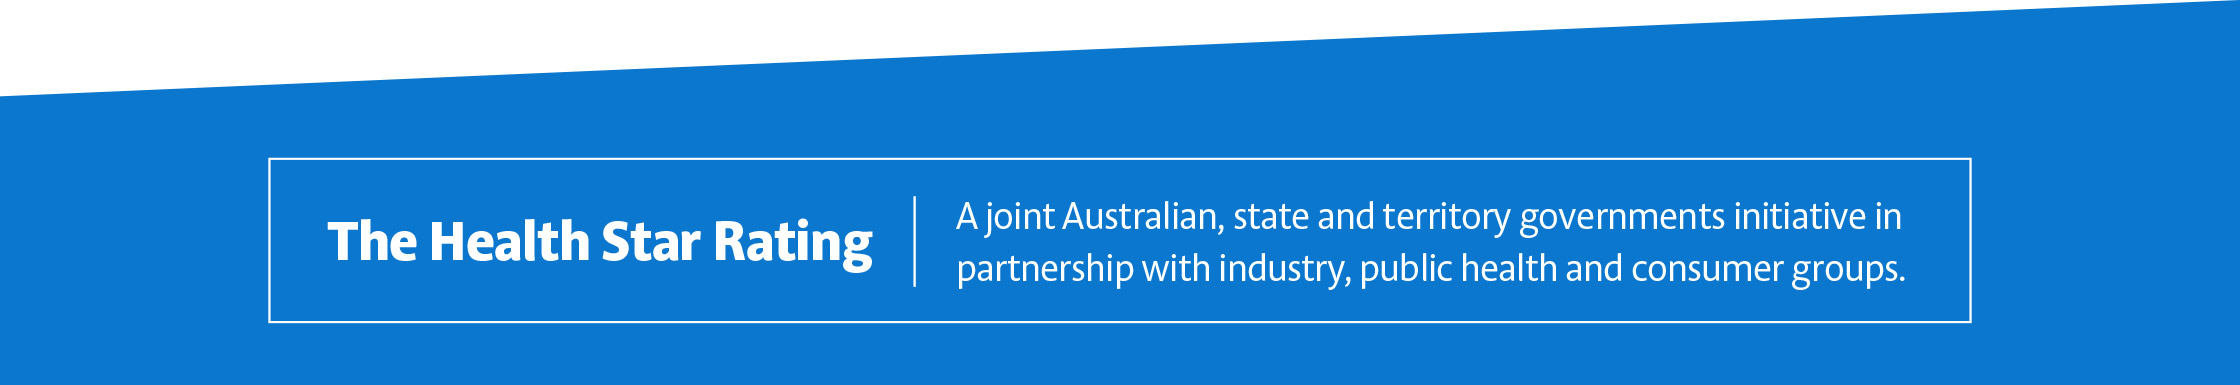 The Health Star Rating
A joint Australian, state and territory governments initiative in
partnership with industry, public health and consumer groups.